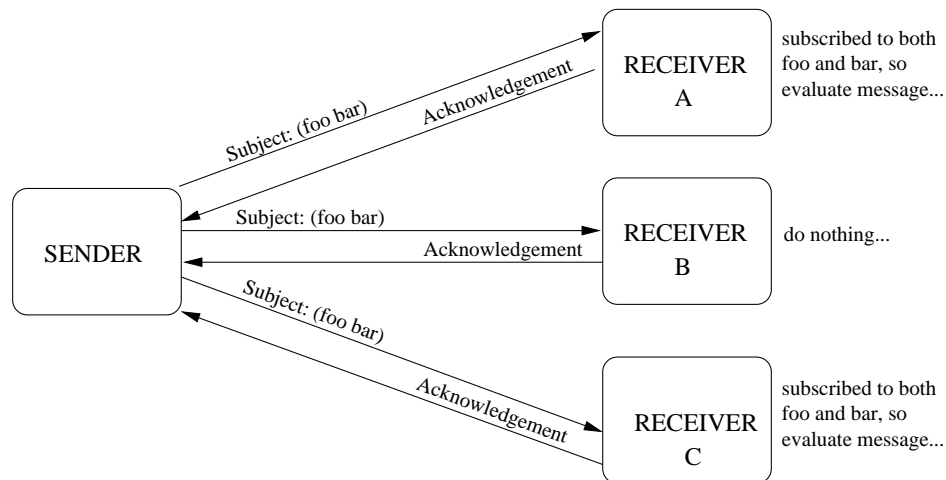 subscribed to both
foo and bar, so
evaluate message...
RECEIVER
A
Subject: (foo bar)
Acknowledgement
SENDER
Subject: (foo bar)
Acknowledgement
RECEIVER
B
do nothing...
Subject: (foo bar)
Acknowledgement
RECEIVER
C
subscribed to both
foo and bar, so
evaluate message...